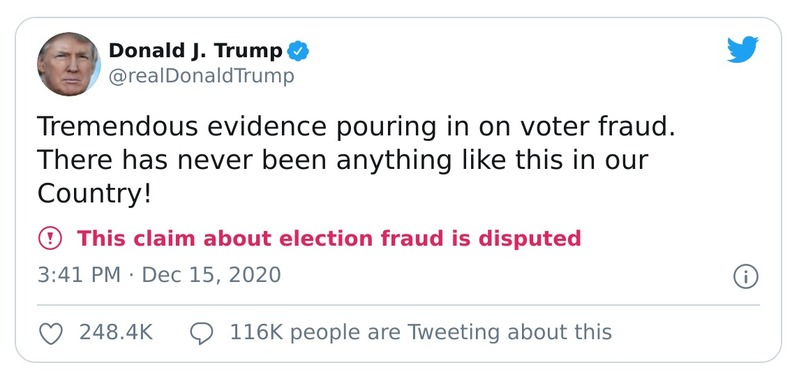 Donald J. Trump
@realDonaldTrump
Tremendous evidence pouring in on voter fraud.
There has never been anything like this in our
Country!
This claim about election fraud is disputed
3:41 PM · Dec 15, 2020
248.4K 116K people are Tweeting about this